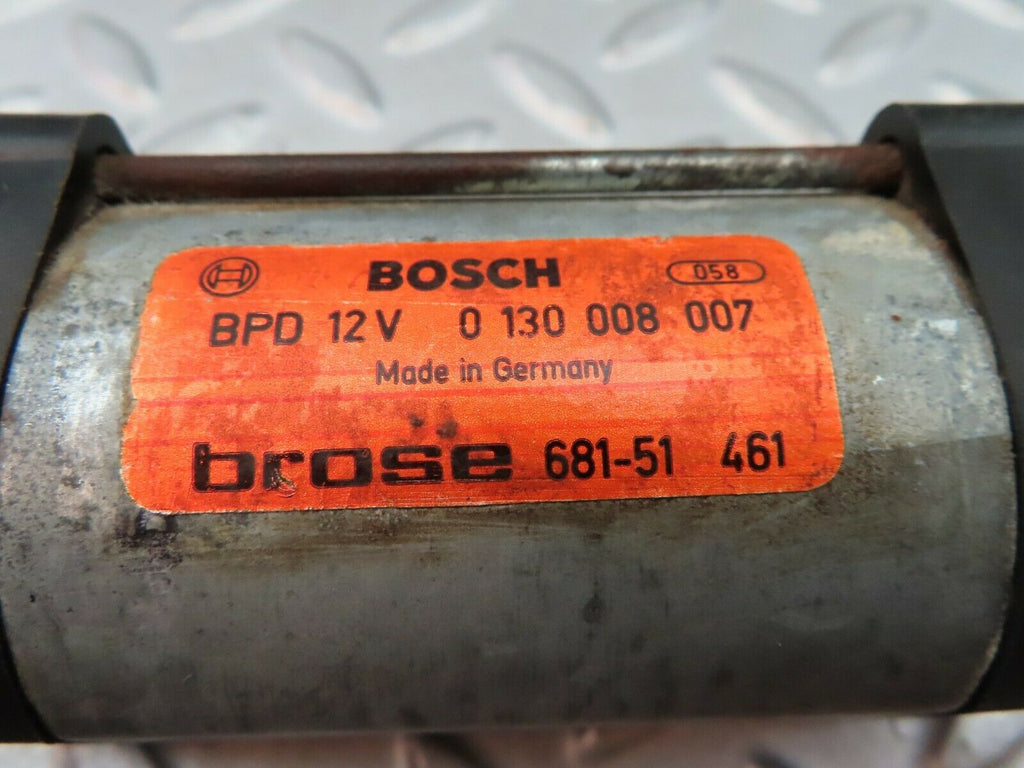 BOSCH 058
BPD 12V 0 130 008 007
Made in Germany
brose 681-51 461